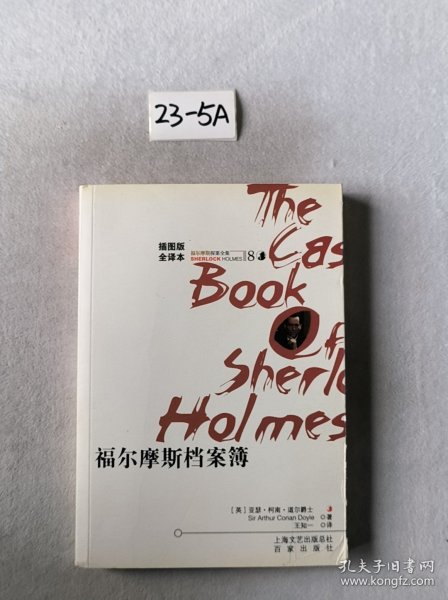 23-5A
The
Cas
Book
Of
Sherlo
Holmes
插图版
全译本
福尔摩斯探案全集
SHERLOCK HOLMES
8
福尔摩斯档案簿
［英］亚瑟·柯南·道尔爵士
Sir Arthur Conan Doyle ◎著
王知一 ◎译
上海文艺出版总社
百家出版社
孔夫子旧书网
www.kongfz.com